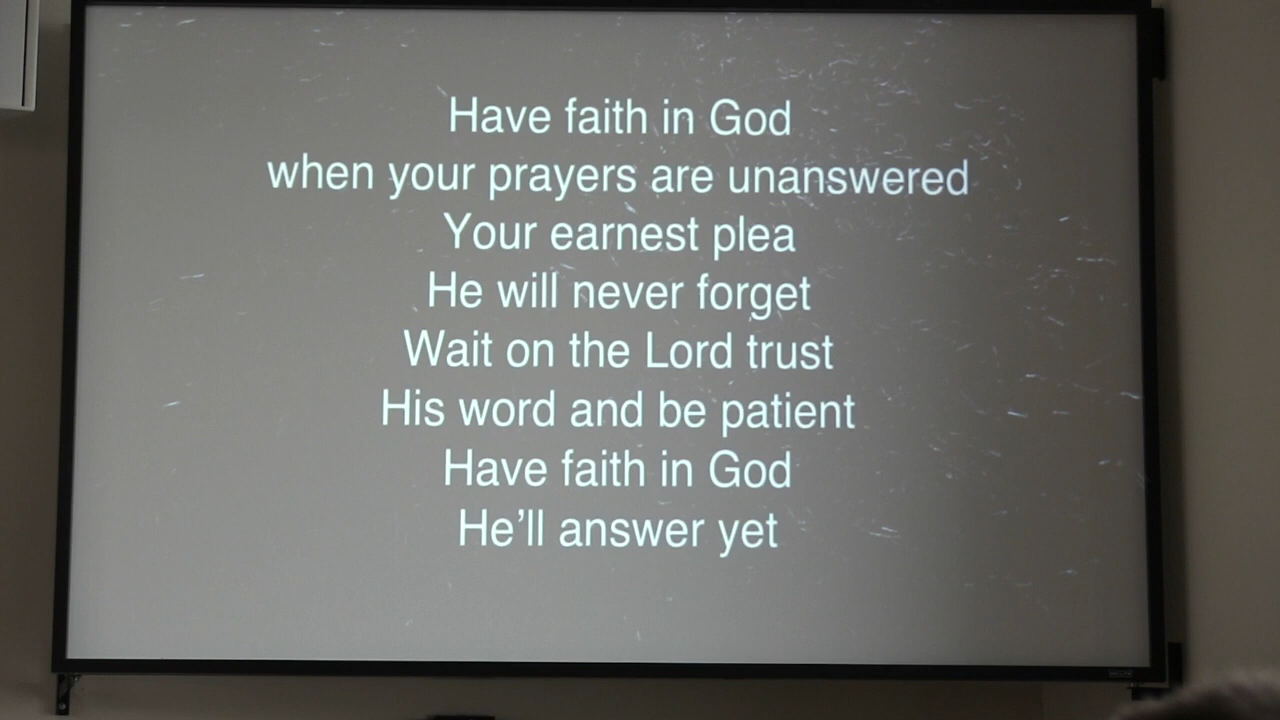 Have faith in God
when your prayers are unanswered
Your earnest plea
He will never forget
Wait on the Lord trust
His word and be patient
Have faith in God
He’ll answer yet